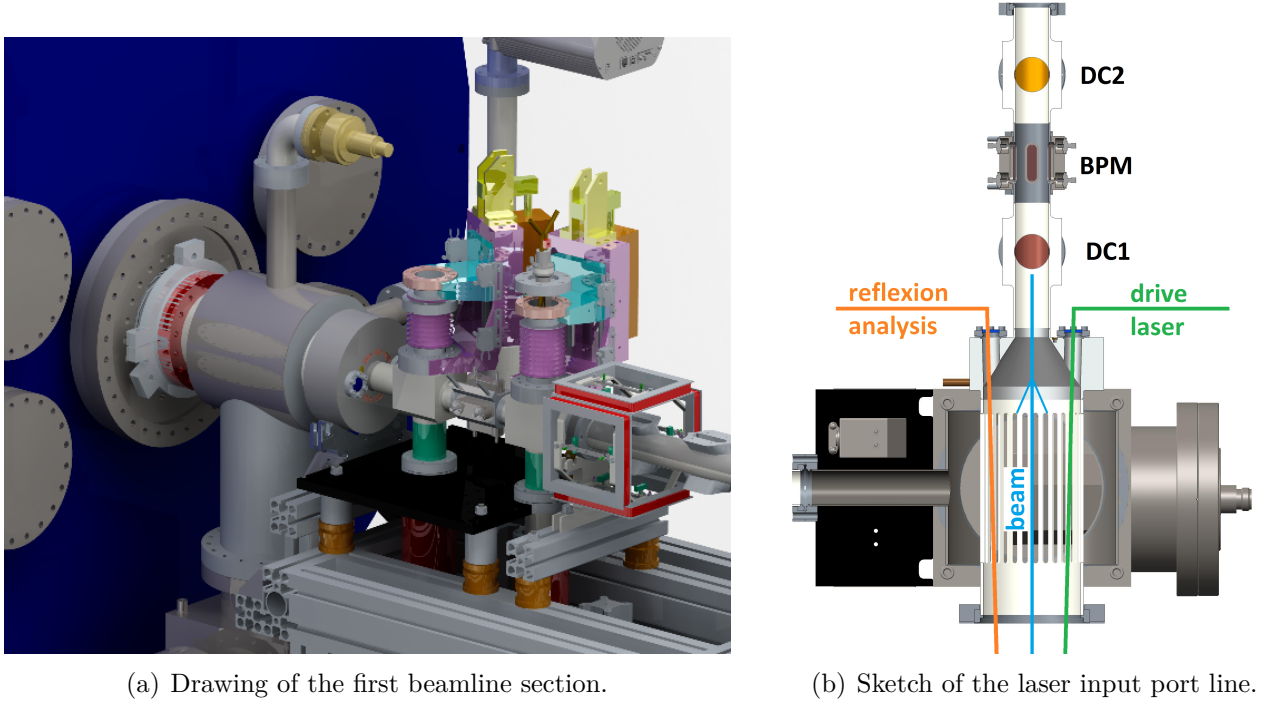 DC2
BPM
DC1
reflexion
analysis
drive
laser
beam
(a) Drawing of the first beamline section.
(b) Sketch of the laser input port line.